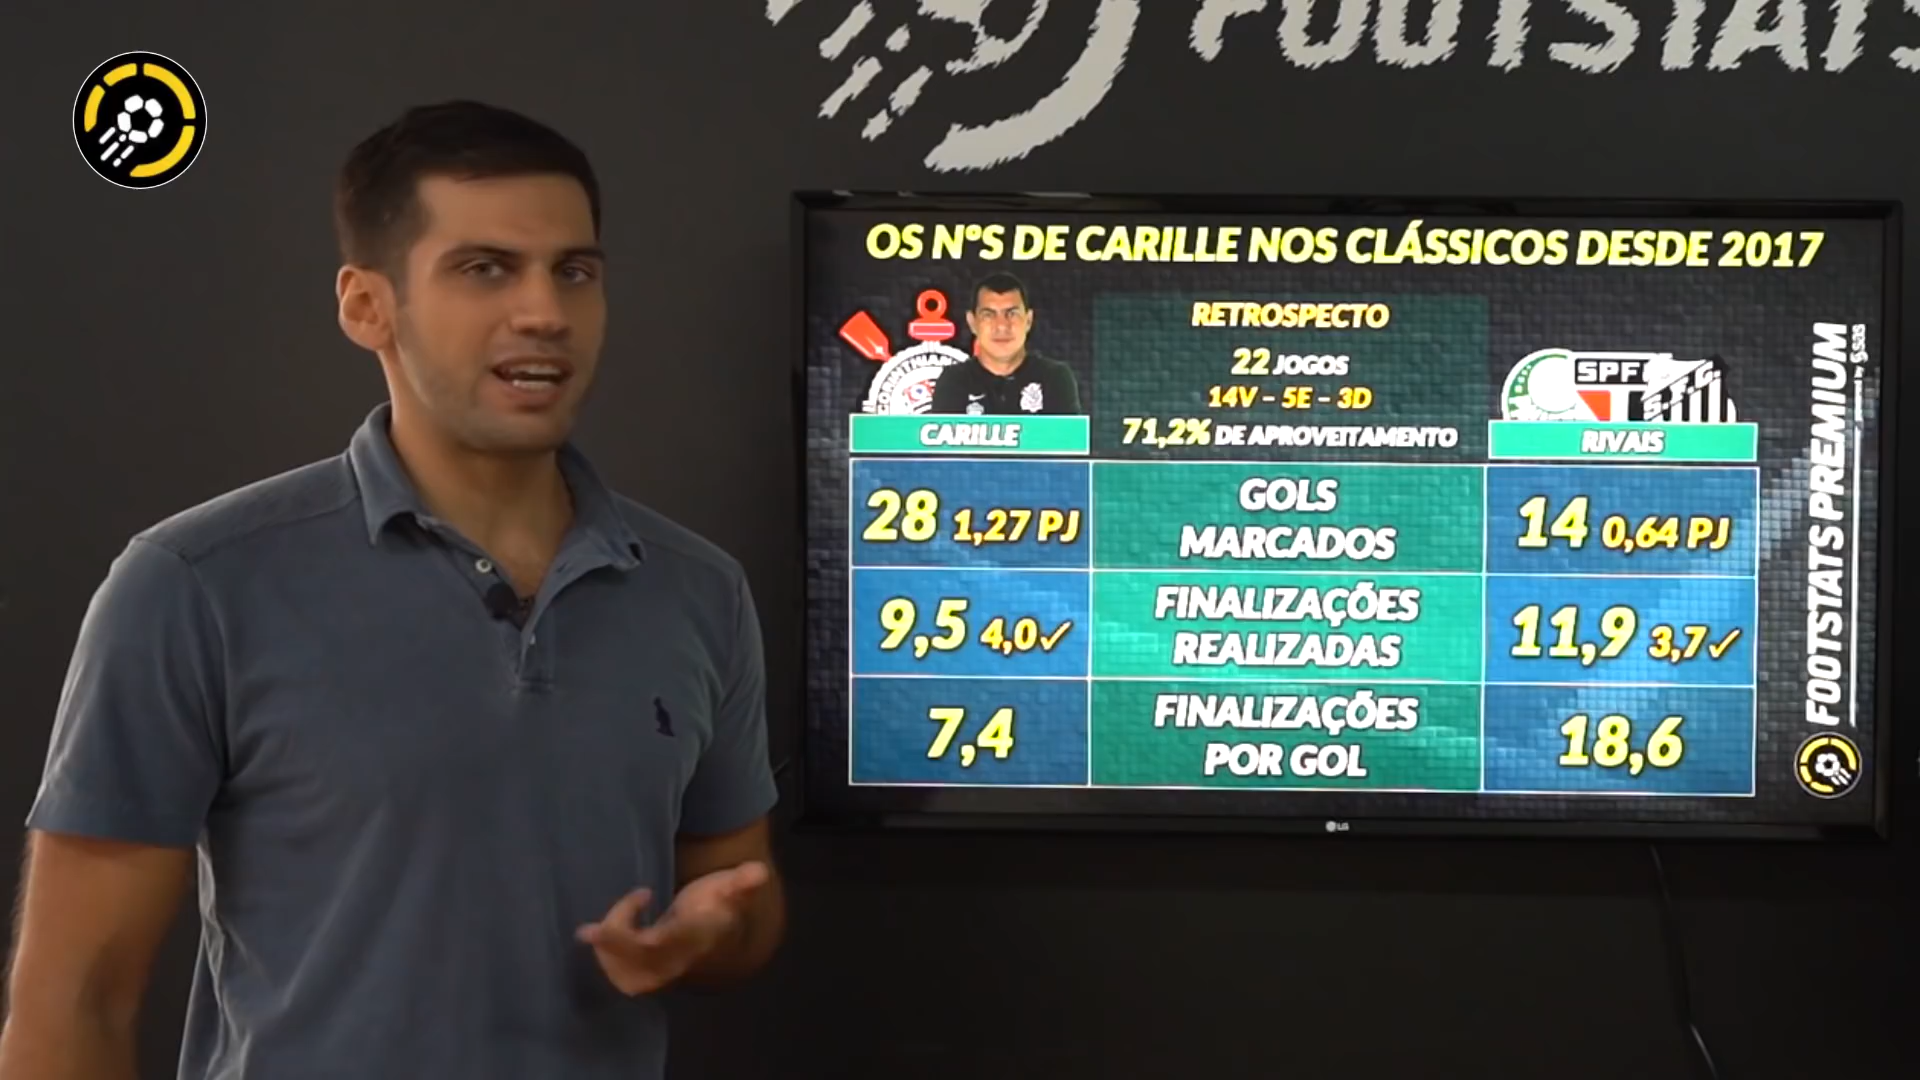 FOOTSTATS
OS NºS DE CARILLE NOS CLÁSSICOS DESDE 2017
RETROSPECTO
22 JOGOS
14V - 5E - 3D
71,2% DE APROVEITAMENTO
CORINTHIANS
CARILLE
SPF
S.F.C.
RIVAIS
28 1,27 PJ
GOLS
MARCADOS
14 0,64 PJ
9,5 4,0✓
FINALIZAÇÕES
REALIZADAS
11,9 3,7✓
7,4
FINALIZAÇÕES
POR GOL
18,6
FOOTSTATS PREMIUM
LG